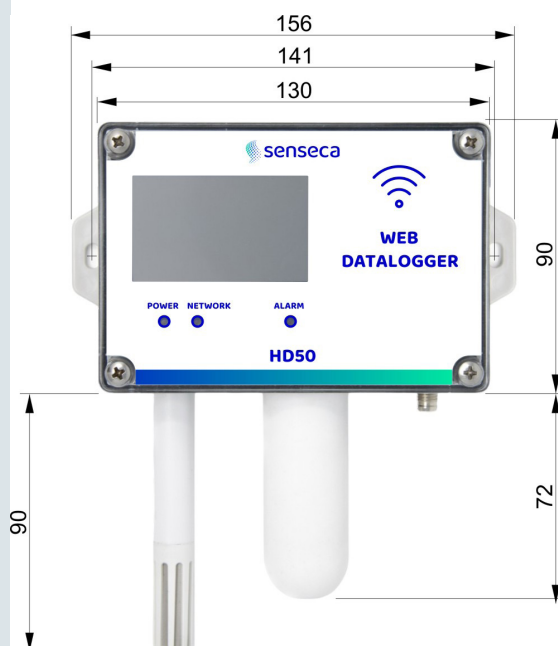 156
141
130
senseca
WEB
DATALOGGER
90
POWER NETWORK ALARM
HD50
90
72